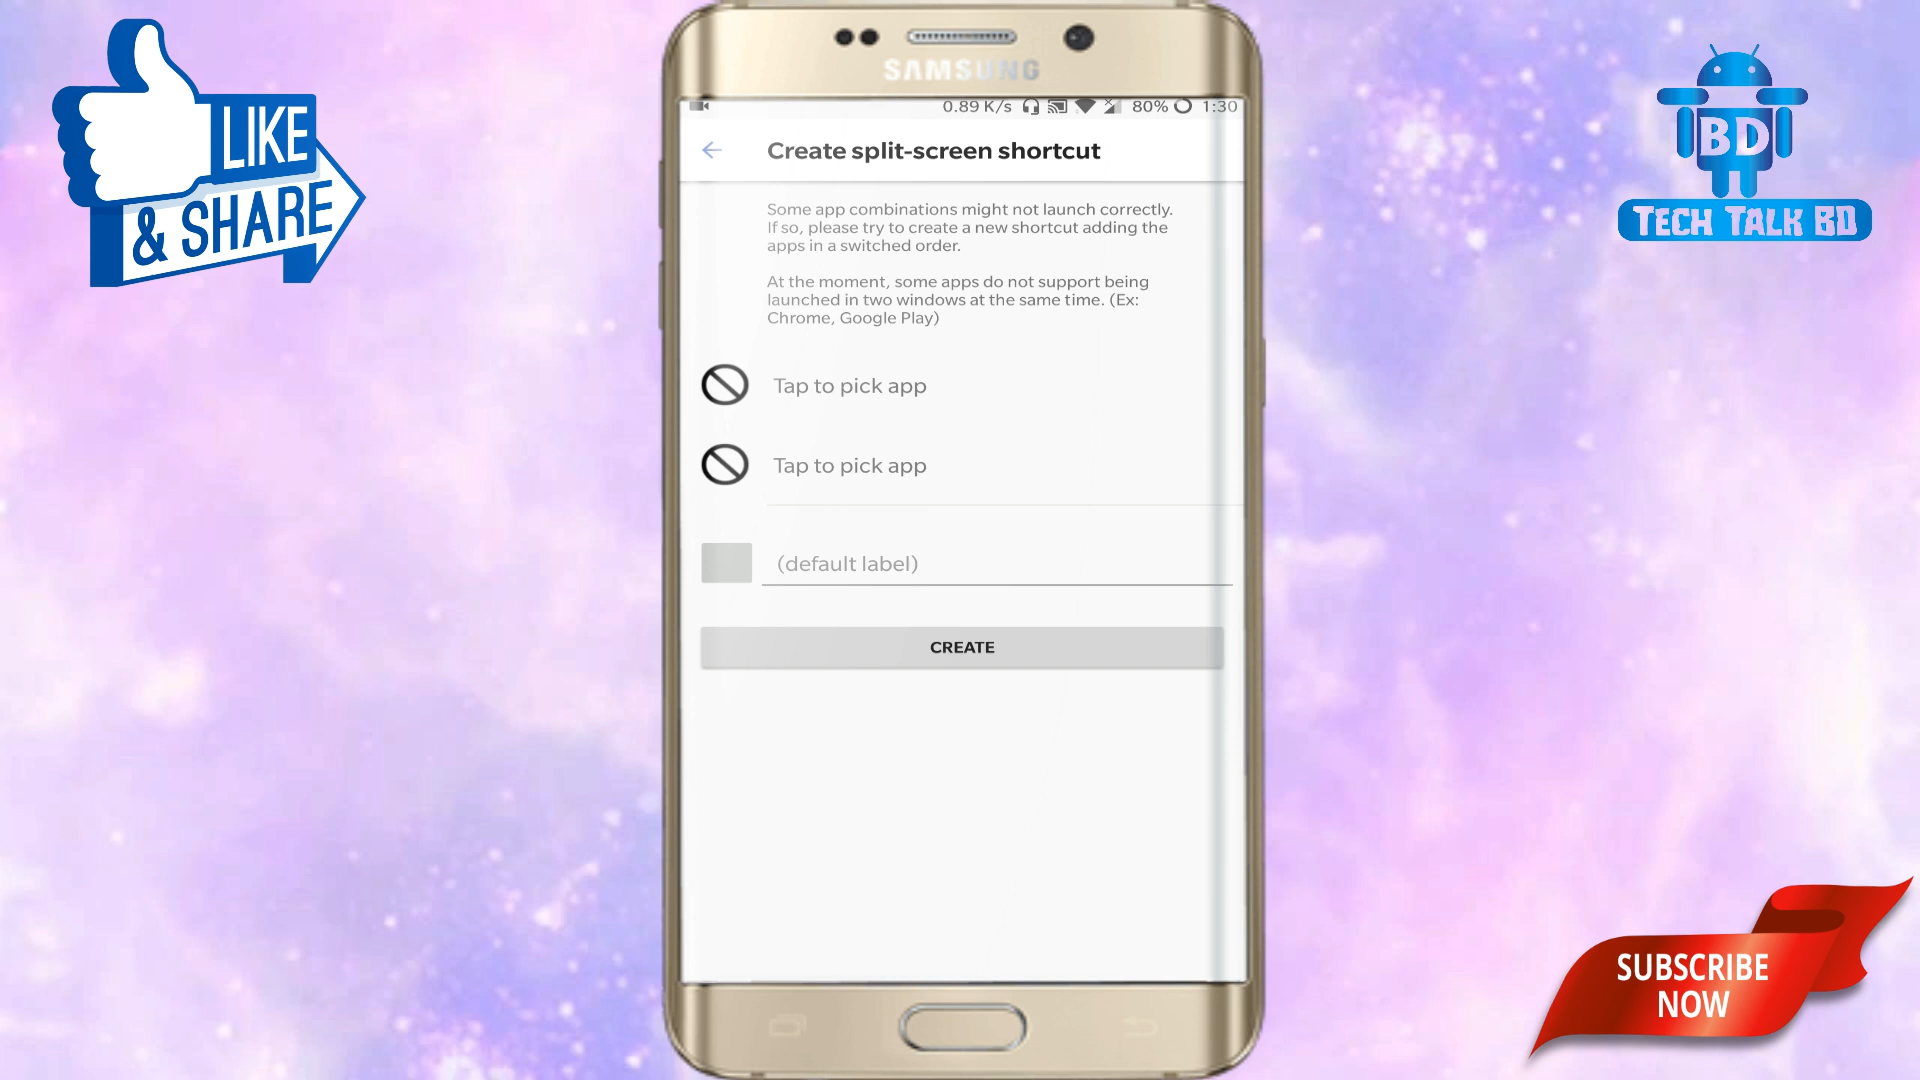 LIKE
& SHARE
SAMSUNG
0.89 K/s 80% 1:30
Create split-screen shortcut
Some app combinations might not launch correctly.
If so, please try to create a new shortcut adding the
apps in a switched order.
At the moment, some apps do not support being
launched in two windows at the same time. (Ex:
Chrome, Google Play)
Tap to pick app
Tap to pick app
(default label)
CREATE
BD
TECH TALK BD
SUBSCRIBE
NOW